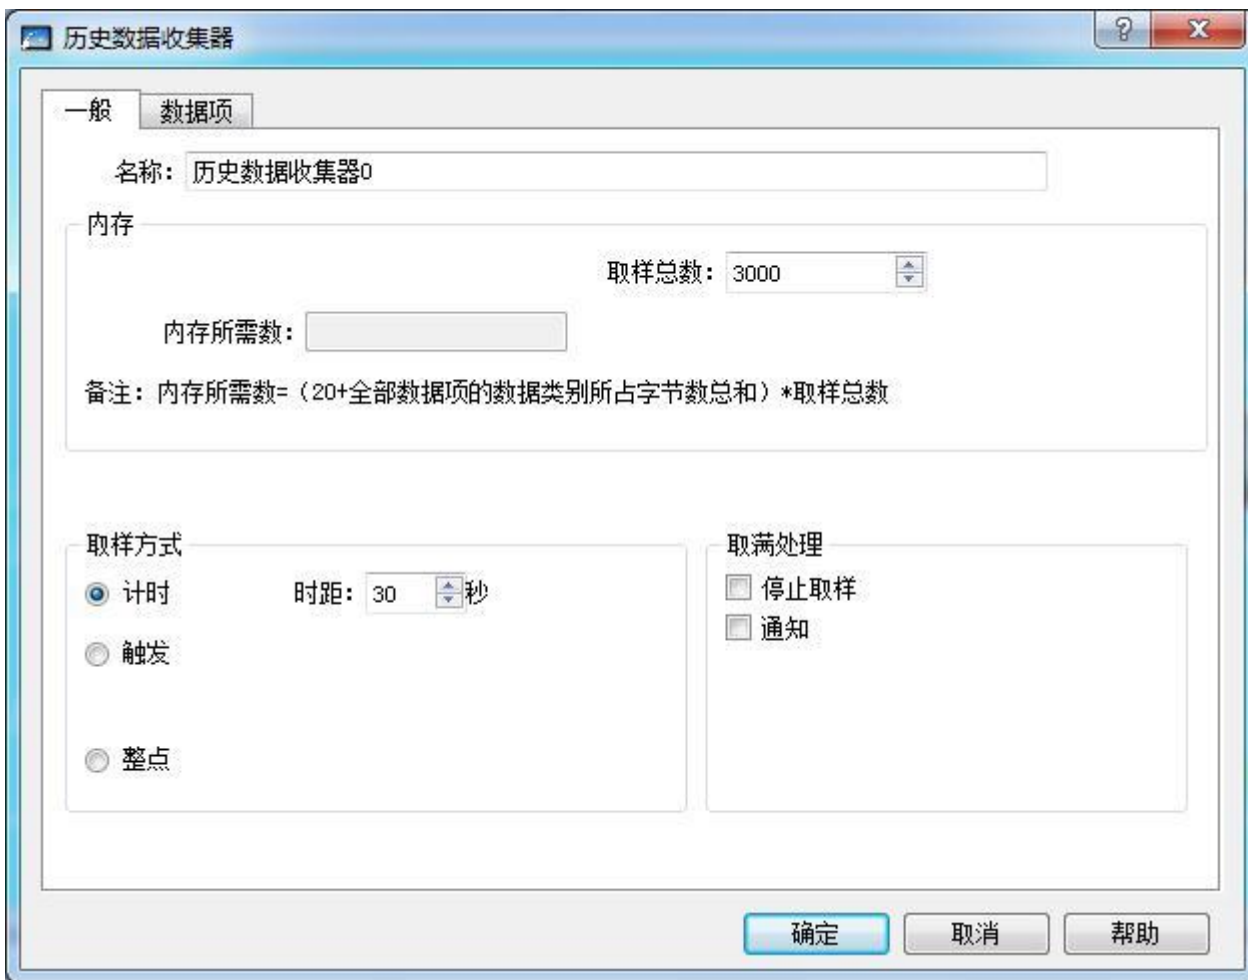 历史数据收集器
一般 数据项
名称: 历史数据收集器0
内存
取样总数: 3000
内存所需数:
备注: 内存所需数=（20+全部数据项的数据类别所占字节数总和）*取样总数
取样方式 取满处理
计时 时距: 30 秒 停止取样
触发 通知
整点
确定 取消 帮助